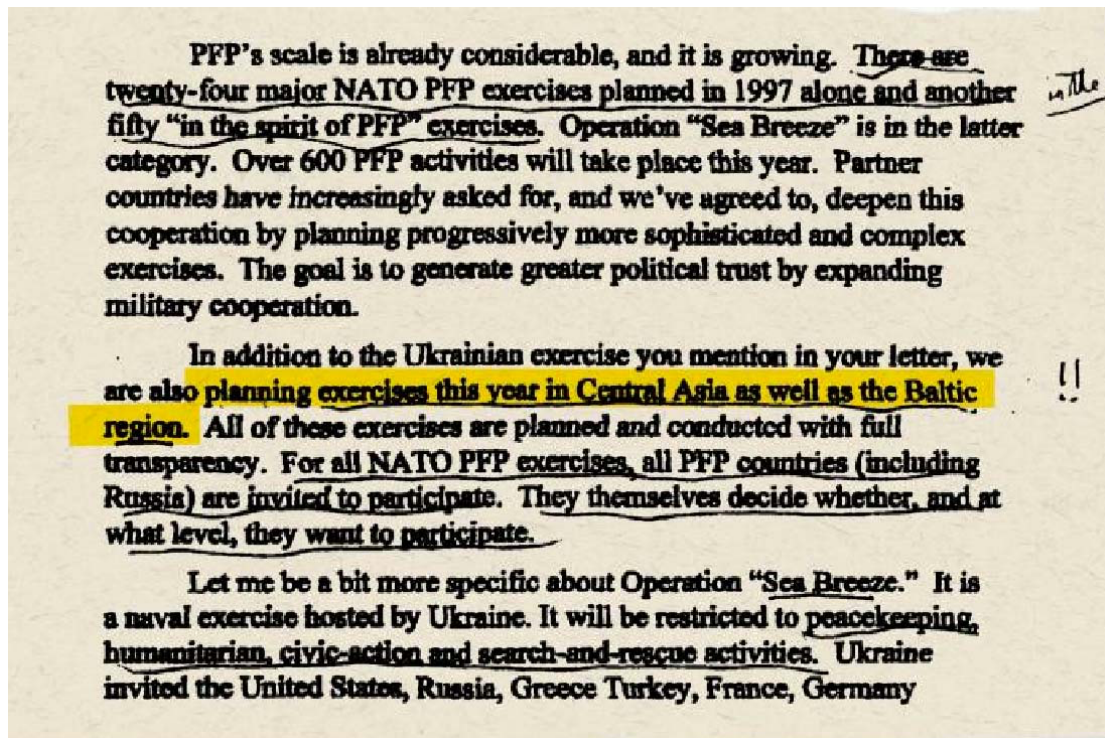 PFP's scale is already considerable, and it is growing. There are
twenty-four major NATO PFP exercises planned in 1997 alone and another
in the
fifty "in the spirit of PFP" exercises. Operation "Sea Breeze" is in the latter
category. Over 600 PFP activities will take place this year. Partner
countries have increasingly asked for, and we've agreed to, deepen this
cooperation by planning progressively more sophisticated and complex
exercises. The goal is to generate greater political trust by expanding
military cooperation.
In addition to the Ukrainian exercise you mention in your letter, we
are also planning exercises this year in Central Asia as well as the Baltic
!!
region. All of these exercises are planned and conducted with full
transparency. For all NATO PFP exercises, all PFP countries (including
Russia) are invited to participate. They themselves decide whether, and at
what level, they want to participate.
Let me be a bit more specific about Operation "Sea Breeze." It is
a naval exercise hosted by Ukraine. It will be restricted to peacekeeping,
humanitarian, civic-action and search-and-rescue activities. Ukraine
invited the United States, Russia, Greece Turkey, France, Germany